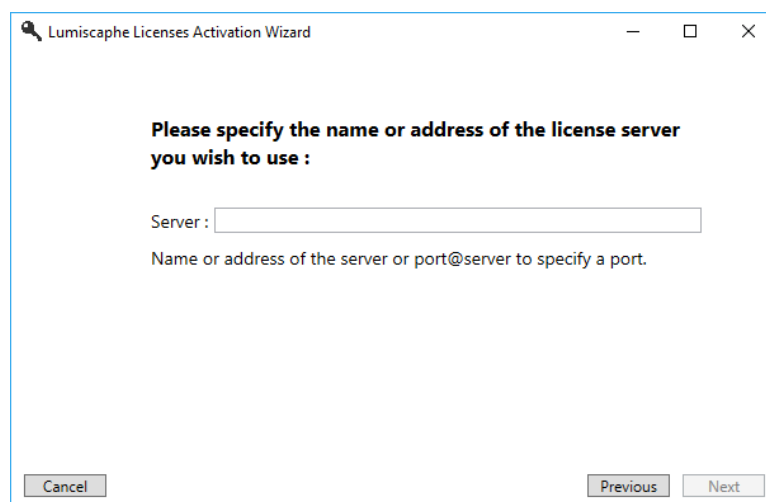 Lumiscaphe Licenses Activation Wizard
Please specify the name or address of the license server
you wish to use :
Server :
Name or address of the server or port@server to specify a port.
Cancel
Previous
Next